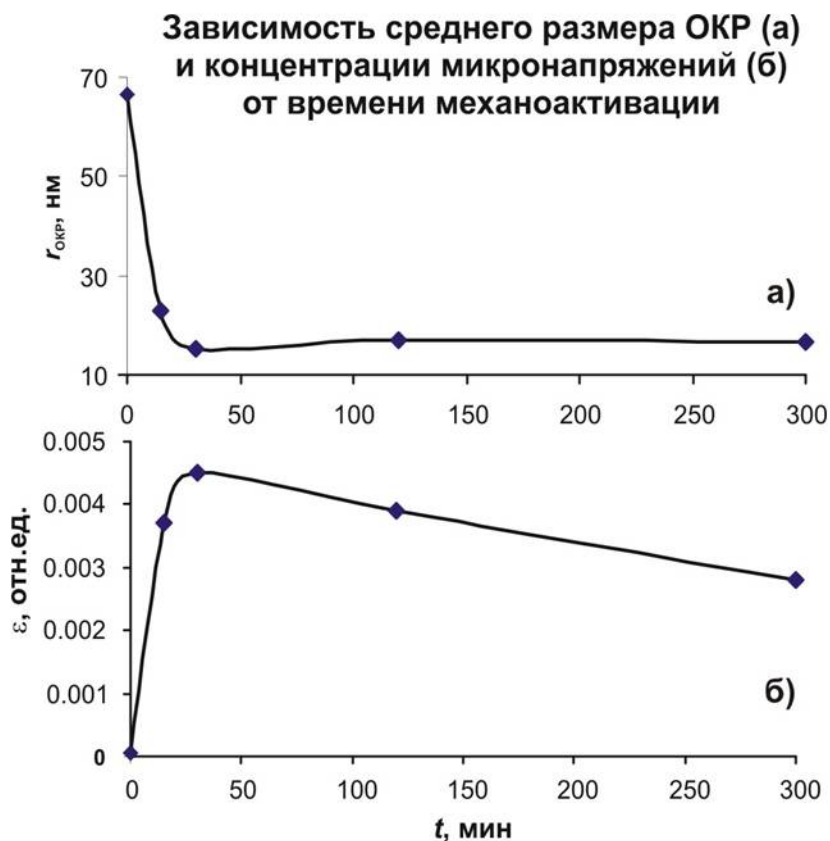 Зависимость среднего размера ОКР (а)
и концентрации микронапряжений (б)
от времени механоактивации
70
50
30
10
r_ОКР, нм
а)
0 50 100 150 200 250 300
0.005
0.004
0.003
0.002
0.001
0
ε, отн.ед.
б)
0 50 100 150 200 250 300
t, мин